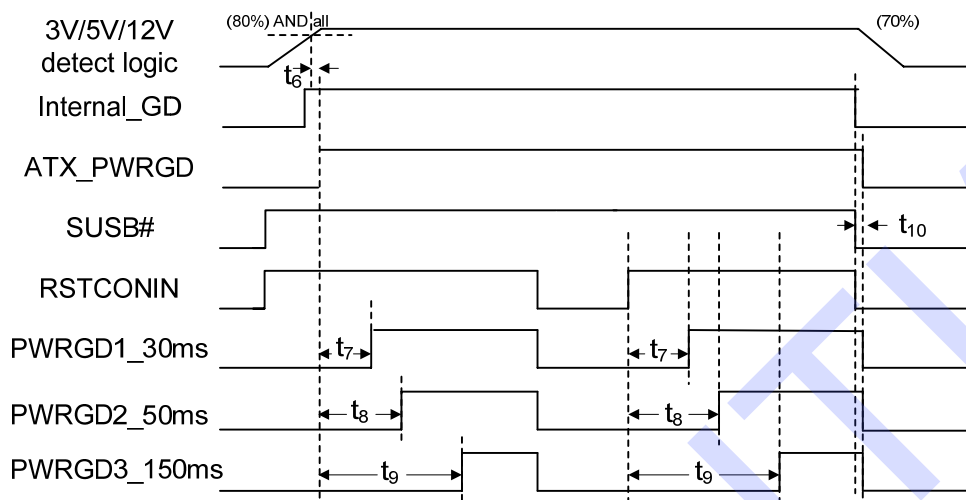 (80%) AND all
(70%)
3V/5V/12V
detect logic
t6
Internal_GD
ATX_PWRGD
SUSB#
t10
RSTCONIN
PWRGD1_30ms
t7
t7
PWRGD2_50ms
t8
t8
PWRGD3_150ms
t9
t9